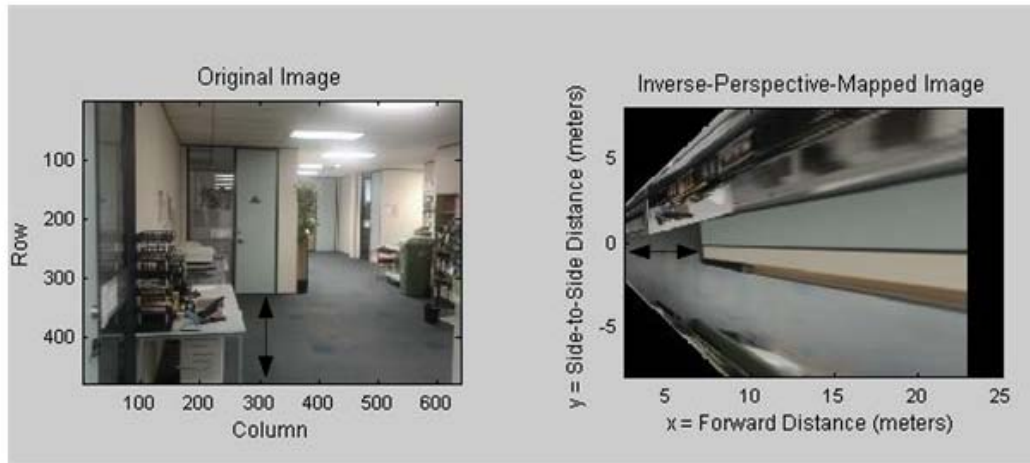 Original Image
100
200
300
400
Row
100 200 300 400 500 600
Column
Inverse-Perspective-Mapped Image
5
0
-5
y = Side-to-Side Distance (meters)
5 10 15 20 25
x = Forward Distance (meters)